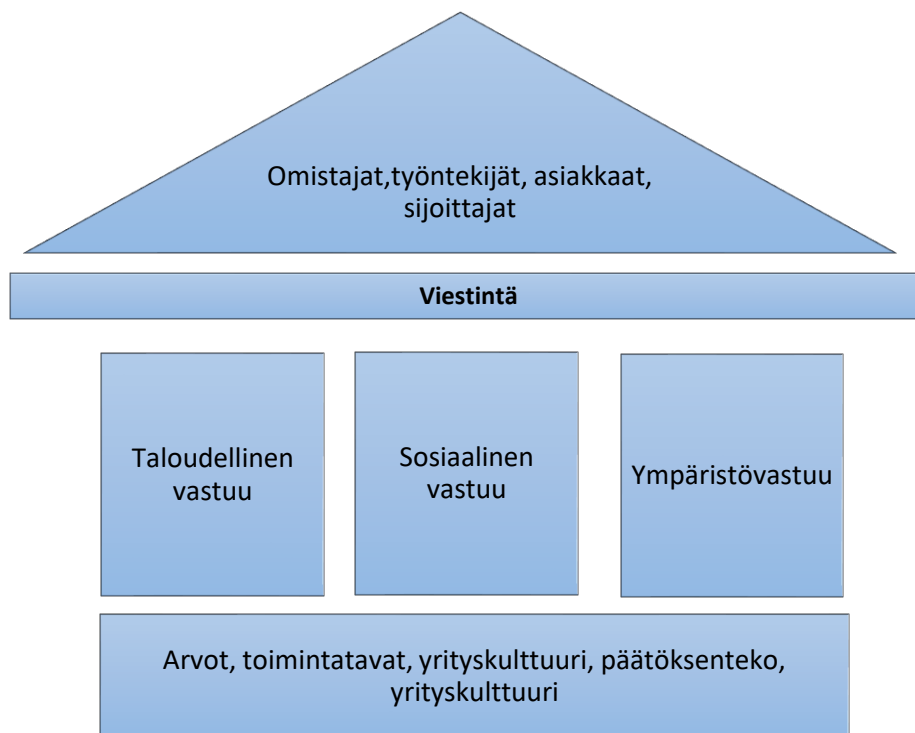 Omistajat,työntekijät, asiakkaat,
sijoittajat
Viestintä
Taloudellinen
vastuu
Sosiaalinen
vastuu
Ympäristövastuu
Arvot, toimintatavat, yrityskulttuuri, päätöksenteko,
yrityskulttuuri